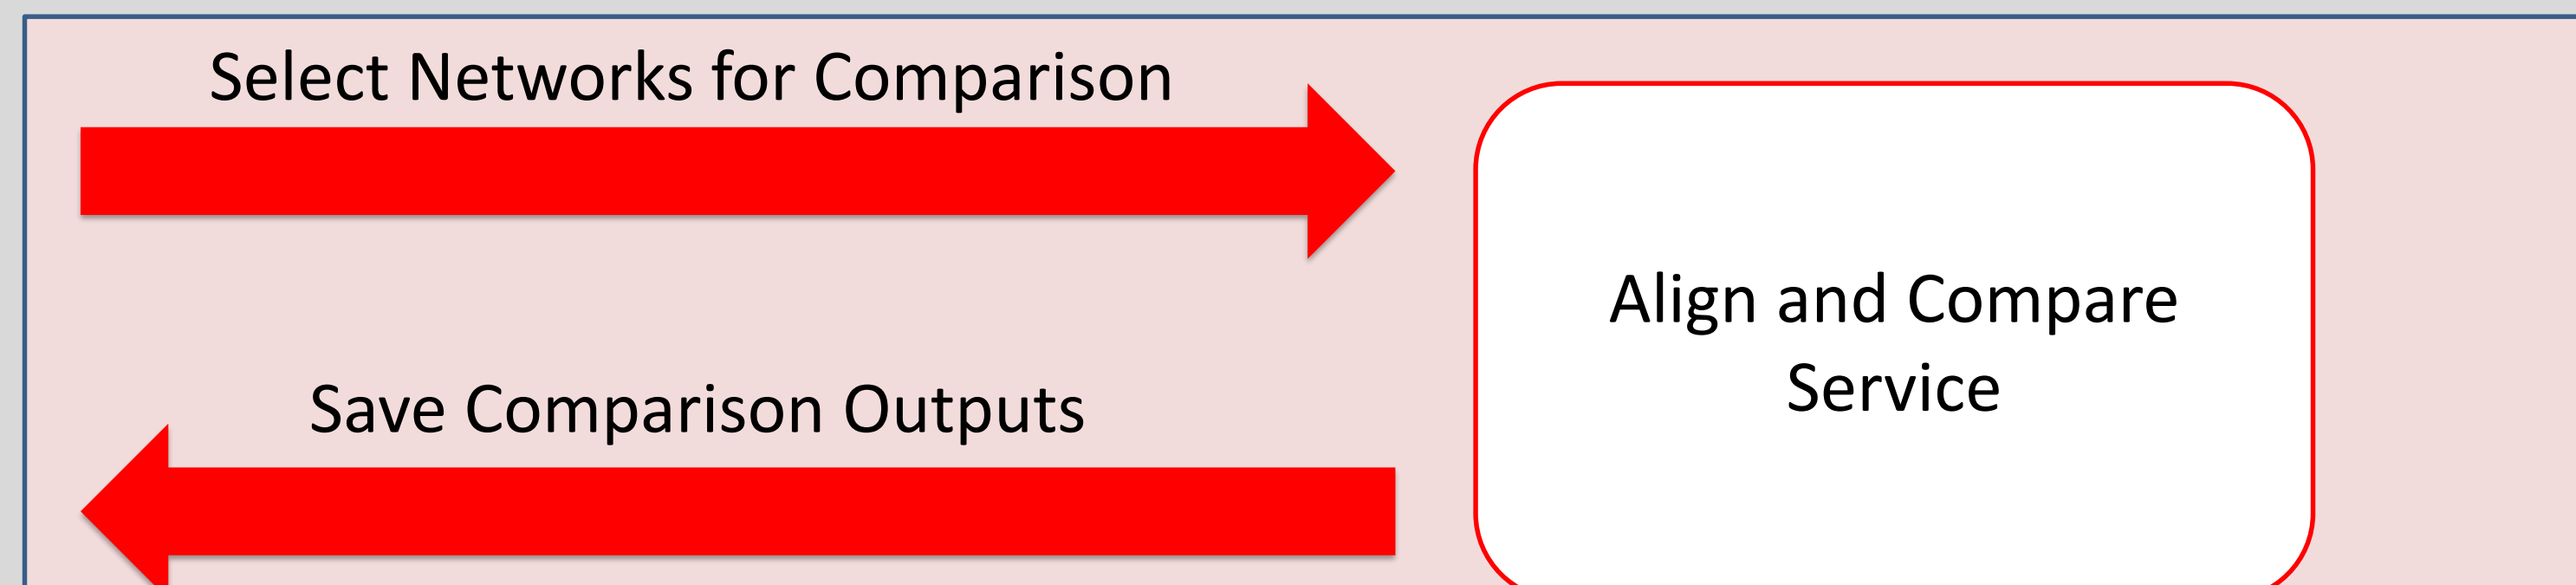 Select Networks for Comparison
Save Comparison Outputs
Align and Compare
Service